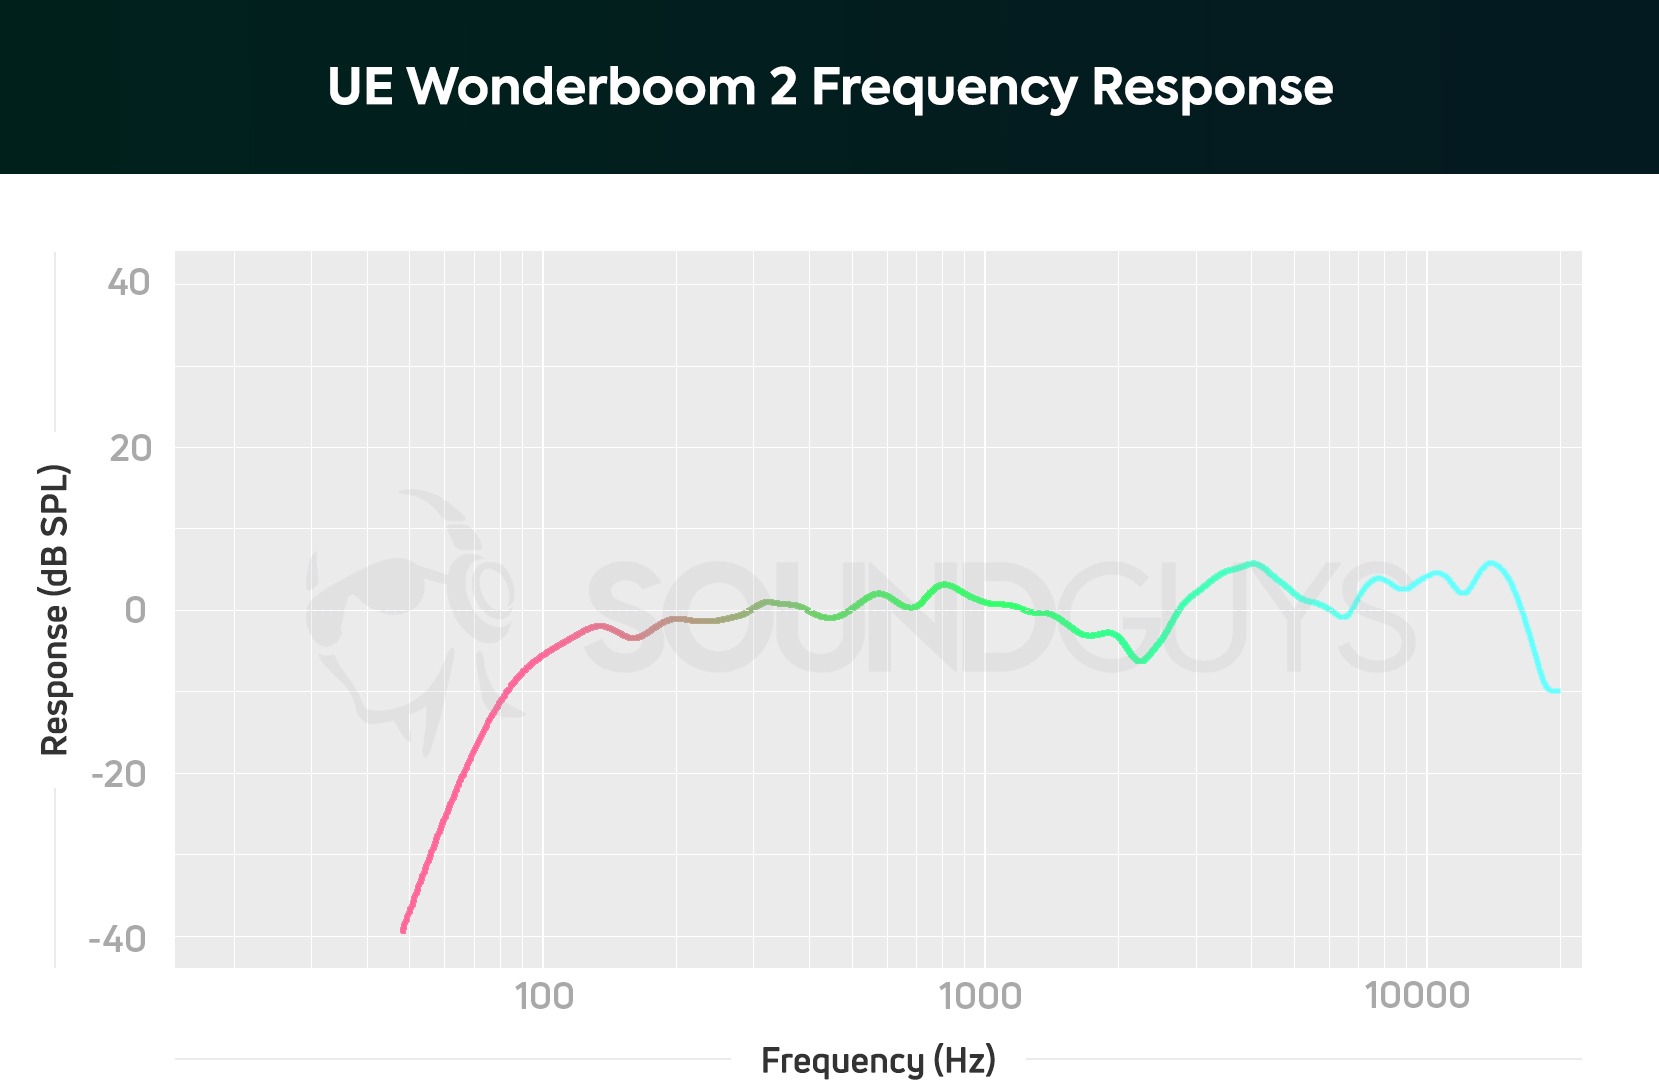 UE Wonderboom 2 Frequency Response
40
20
0
-20
-40
Response (dB SPL)
SOUNDGUYS
100
1000
10000
Frequency (Hz)